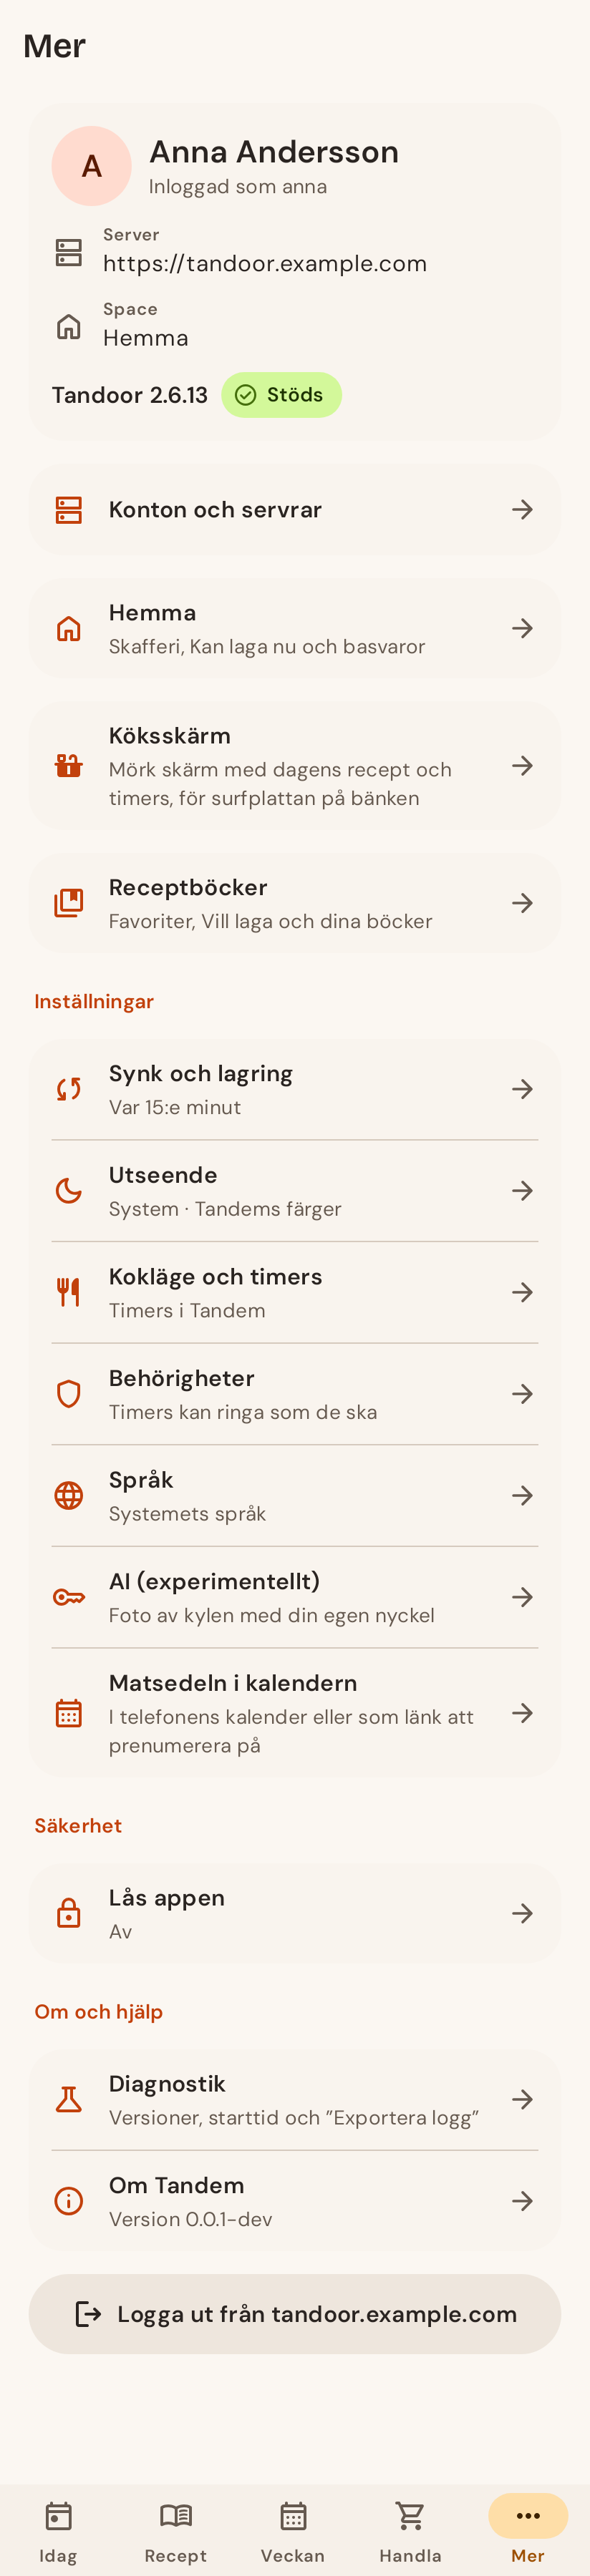 Mer
A
Anna Andersson
Inloggad som anna
Server
https://tandoor.example.com
Space
Hemma
Tandoor 2.6.13
Stöds
Konton och servrar
Hemma
Skafferi, Kan laga nu och basvaror
Köksskärm
Mörk skärm med dagens recept och
timers, för surfplattan på bänken
Receptböcker
Favoriter, Vill laga och dina böcker
Inställningar
Synk och lagring
Var 15:e minut
Utseende
System · Tandems färger
Kokläge och timers
Timers i Tandem
Behörigheter
Timers kan ringa som de ska
Språk
Systemets språk
AI (experimentellt)
Foto av kylen med din egen nyckel
Matsedeln i kalendern
I telefonens kalender eller som länk att
prenumerera på
Säkerhet
Lås appen
Av
Om och hjälp
Diagnostik
Versioner, starttid och ”Exportera logg”
Om Tandem
Version 0.0.1-dev
Logga ut från tandoor.example.com
Idag
Recept
Veckan
Handla
Mer